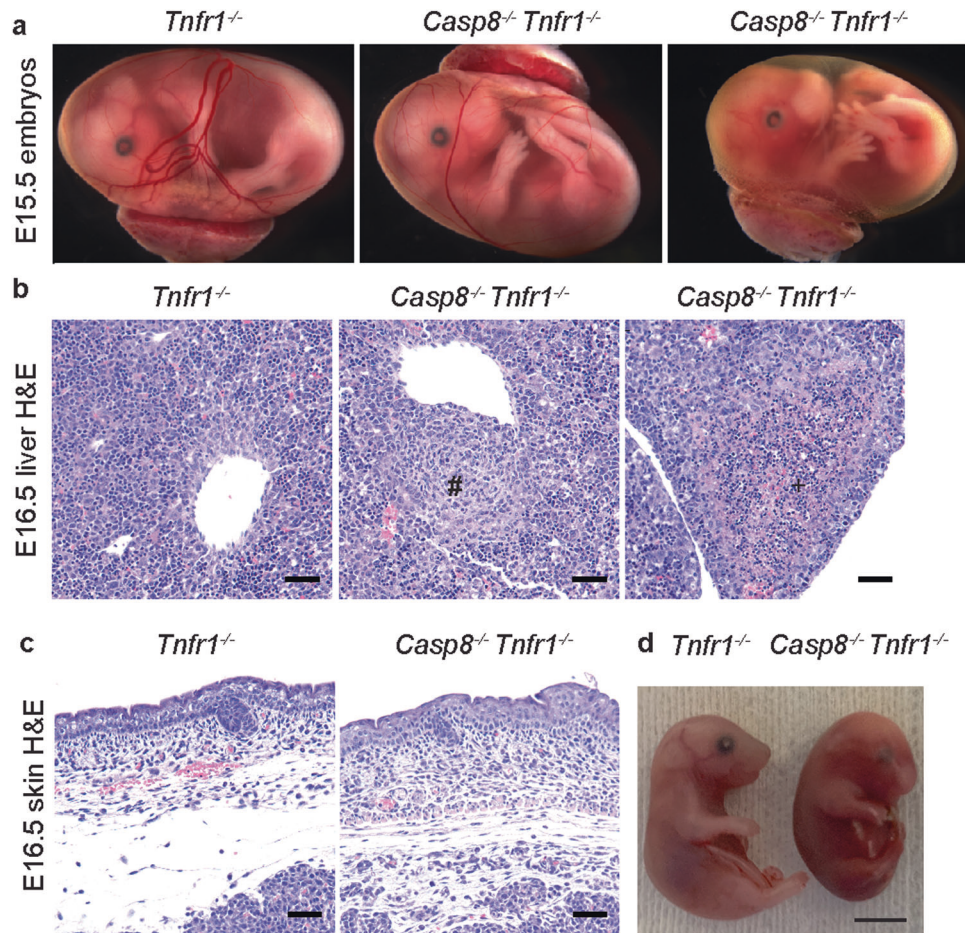 a
Tnfr1-/-
Casp8-/- Tnfr1-/-
Casp8-/- Tnfr1-/-
E15.5 embryos
b
Tnfr1-/-
Casp8-/- Tnfr1-/-
Casp8-/- Tnfr1-/-
E16.5 liver H&E
#
+
c
Tnfr1-/-
Casp8-/- Tnfr1-/-
E16.5 skin H&E
d
Tnfr1-/-
Casp8-/- Tnfr1-/-